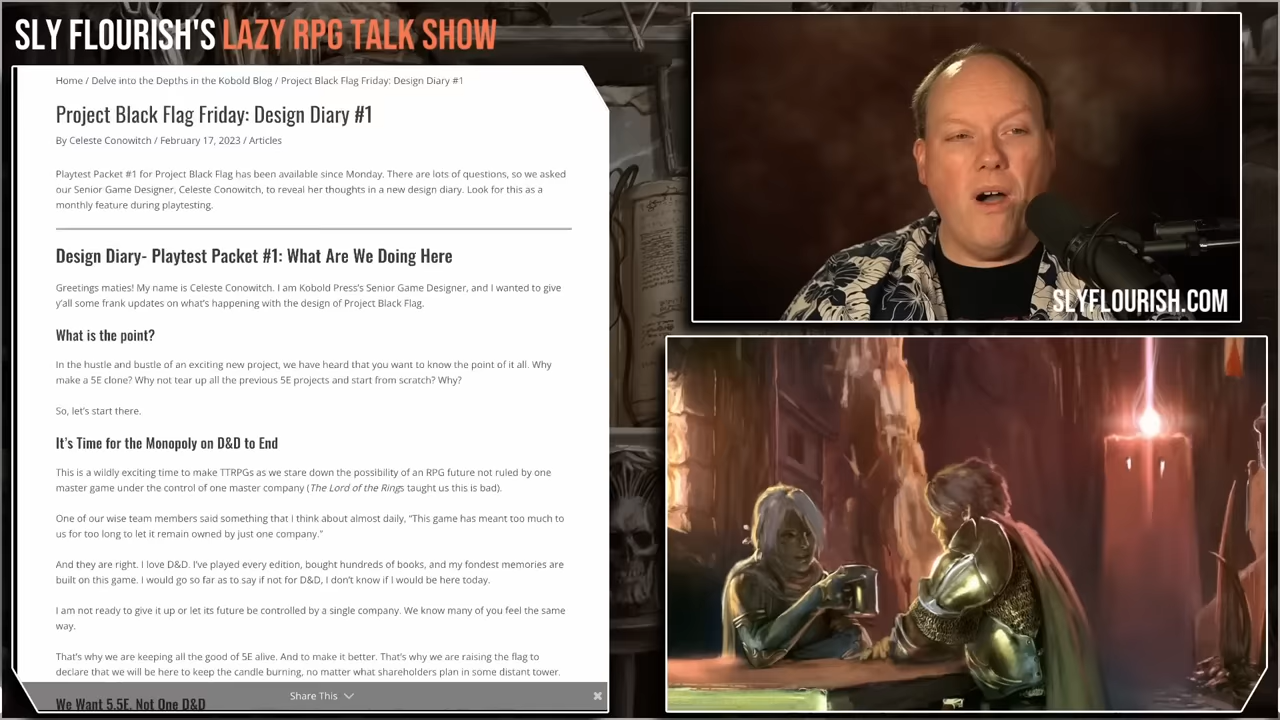 SLY FLOURISH'S LAZY RPG TALK SHOW
Home / Delve into the Depths in the Kobold Blog / Project Black Flag Friday: Design Diary #1
Project Black Flag Friday: Design Diary #1
By Celeste Conowitch / February 17, 2023 / Articles
Playtest Packet #1 for Project Black Flag has been available since Monday. There are lots of questions, so we asked
our Senior Game Designer, Celeste Conowitch, to reveal her thoughts in a new design diary. Look for this as a
monthly feature during playtesting.
Design Diary- Playtest Packet #1: What Are We Doing Here
Greetings maties! My name is Celeste Conowitch. I am Kobold Press's Senior Game Designer, and I wanted to give
y'all some frank updates on what's happening with the design of Project Black Flag.
What is the point?
In the hustle and bustle of an exciting new project, we have heard that you want to know the point of it all. Why
make a 5E clone? Why not tear up all the previous 5E projects and start from scratch? Why?
So, let's start there.
It's Time for the Monopoly on D&D to End
This is a wildly exciting time to make TTRPGs as we stare down the possibility of an RPG future not ruled by one
master game under the control of one master company (The Lord of the Rings taught us this is bad).
One of our wise team members said something that I think about almost daily, "This game has meant too much to
us for too long to let it remain owned by just one company."
And they are right. I love D&D. I've played every edition, bought hundreds of books, and my fondest memories are
built on this game. I would go so far as to say if not for D&D, I don't know if I would be here today.
I am not ready to give it up or let its future be controlled by a single company. We know many of you feel the same
way.
That's why we are keeping all the good of 5E alive. And to make it better. That's why we are raising the flag to
declare that we will be here to keep the candle burning, no matter what shareholders plan in some distant tower.
Share This
We Want 5.5E, Not One D&D
SLYFLOURISH.COM